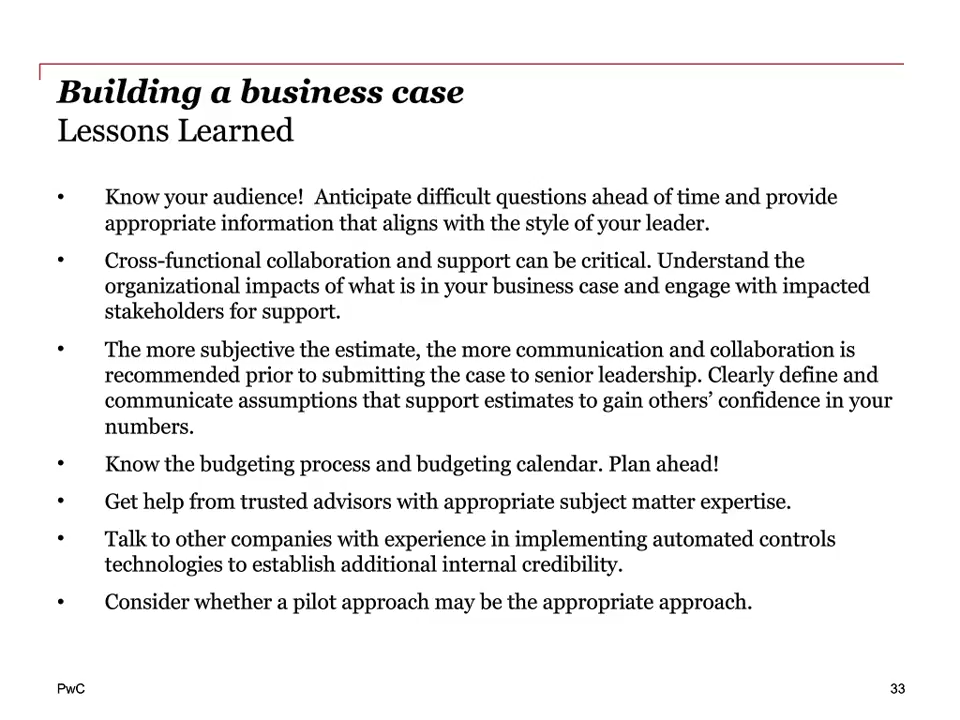 Building a business case
Lessons Learned
• Know your audience!  Anticipate difficult questions ahead of time and provide
appropriate information that aligns with the style of your leader.
• Cross-functional collaboration and support can be critical. Understand the
organizational impacts of what is in your business case and engage with impacted
stakeholders for support.
• The more subjective the estimate, the more communication and collaboration is
recommended prior to submitting the case to senior leadership. Clearly define and
communicate assumptions that support estimates to gain others’ confidence in your
numbers.
• Know the budgeting process and budgeting calendar. Plan ahead!
• Get help from trusted advisors with appropriate subject matter expertise.
• Talk to other companies with experience in implementing automated controls
technologies to establish additional internal credibility.
• Consider whether a pilot approach may be the appropriate approach.
PwC
33